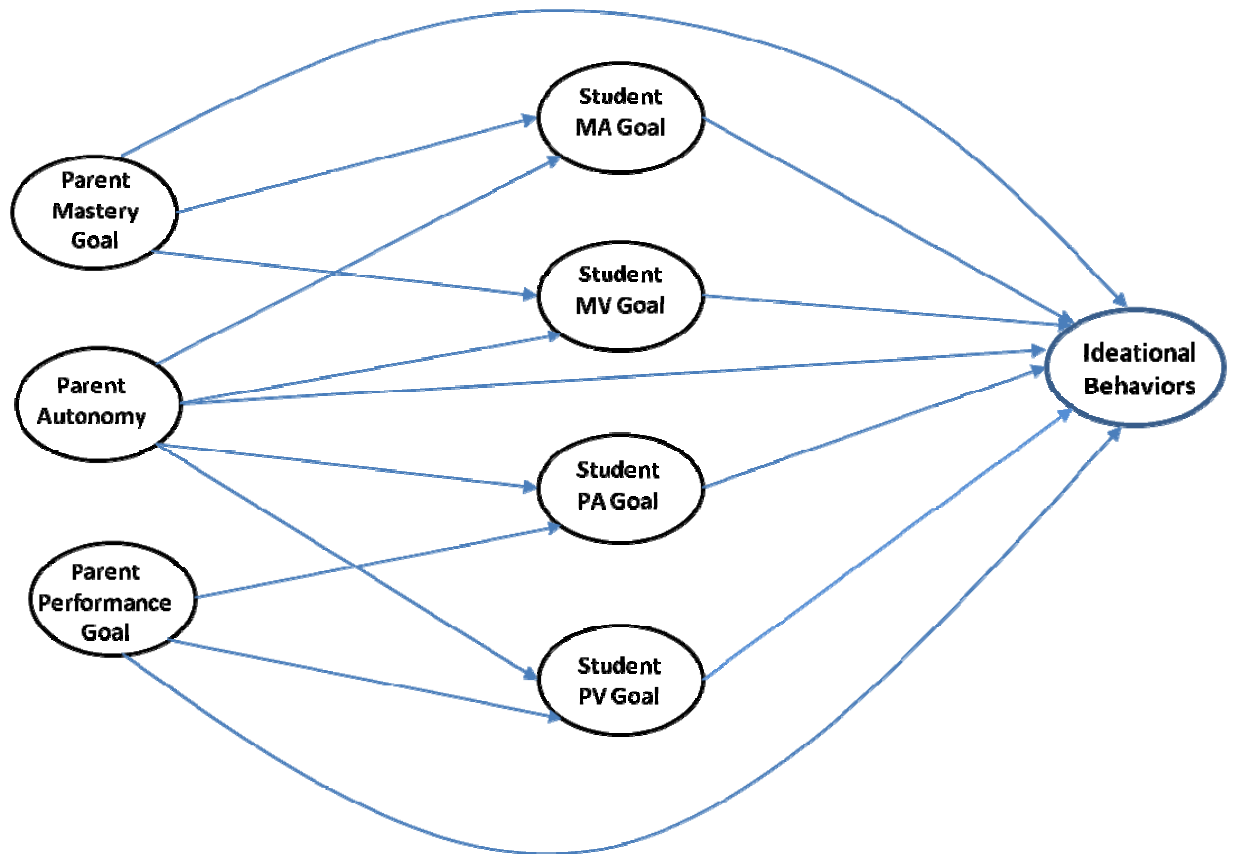 Student
MA Goal
Parent
Mastery
Goal
Student
MV Goal
Ideational
Behaviors
Parent
Autonomy
Student
PA Goal
Parent
Performance
Goal
Student
PV Goal